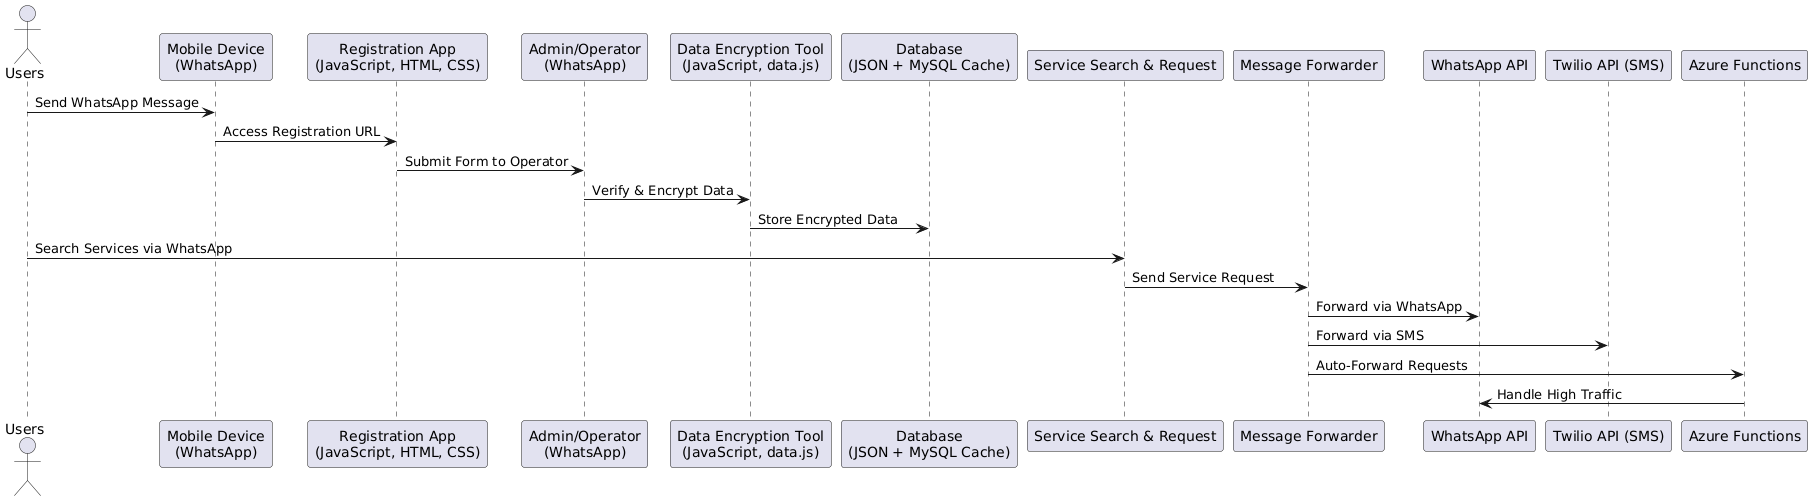 Users
Mobile Device
(WhatsApp)
Registration App
(JavaScript, HTML, CSS)
Admin/Operator
(WhatsApp)
Data Encryption Tool
(JavaScript, data.js)
Database
(JSON + MySQL Cache)
Service Search & Request
Message Forwarder
WhatsApp API
Twilio API (SMS)
Azure Functions
Send WhatsApp Message
Access Registration URL
Submit Form to Operator
Verify & Encrypt Data
Store Encrypted Data
Search Services via WhatsApp
Send Service Request
Forward via WhatsApp
Forward via SMS
Auto-Forward Requests
Handle High Traffic
Users
Mobile Device
(WhatsApp)
Registration App
(JavaScript, HTML, CSS)
Admin/Operator
(WhatsApp)
Data Encryption Tool
(JavaScript, data.js)
Database
(JSON + MySQL Cache)
Service Search & Request
Message Forwarder
WhatsApp API
Twilio API (SMS)
Azure Functions